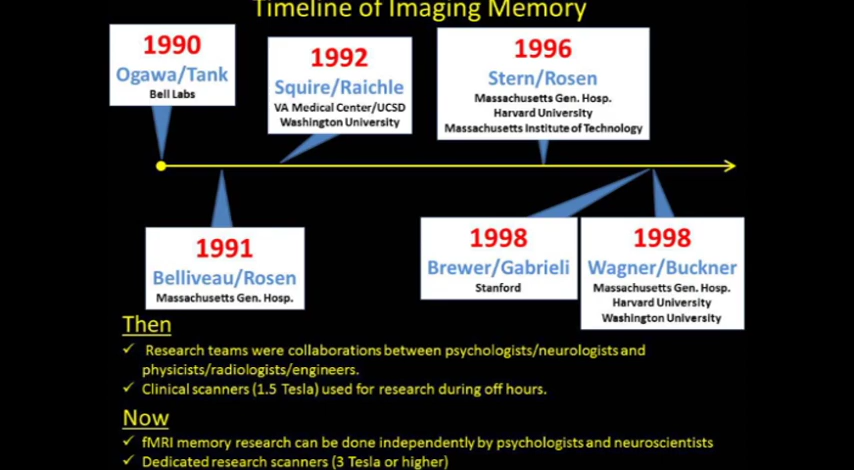 Timeline of Imaging Memory
1990
Ogawa/Tank
Bell Labs
1992
Squire/Raichle
VA Medical Center/UCSD
Washington University
1996
Stern/Rosen
Massachusetts Gen. Hosp.
Harvard University
Massachusetts Institute of Technology
1991
Belliveau/Rosen
Massachusetts Gen. Hosp.
1998
Brewer/Gabrieli
Stanford
1998
Wagner/Buckner
Massachusetts Gen. Hosp.
Harvard University
Washington University
Then
✓ Research teams were collaborations between psychologists/neurologists and
physicists/radiologists/engineers.
✓ Clinical scanners (1.5 Tesla) used for research during off hours.
Now
✓ fMRI memory research can be done independently by psychologists and neuroscientists
✓ Dedicated research scanners (3 Tesla or higher)